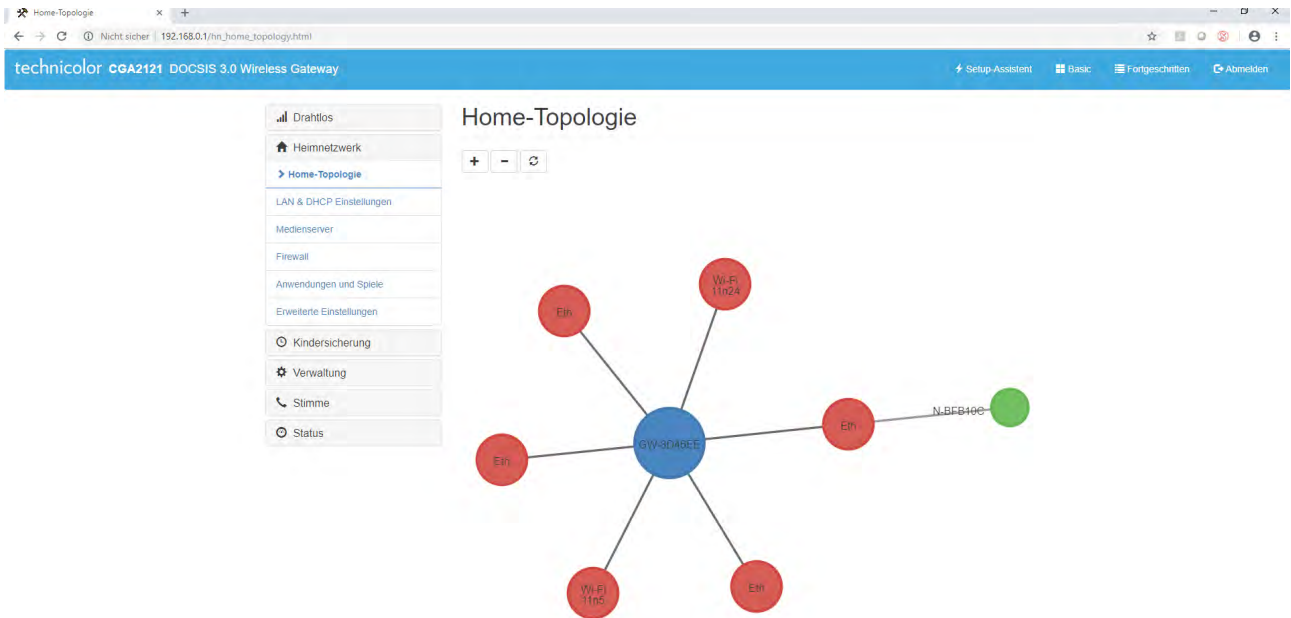 Home-Topologie
Nicht sicher | 192.168.0.1/hn_home_topology.html
technicolor CGA2121 DOCSIS 3.0 Wireless Gateway
Setup-Assistent Basic Fortgeschritten Abmelden
Drahtlos
Heimnetzwerk
Home-Topologie
LAN & DHCP Einstellungen
Medienserver
Firewall
Anwendungen und Spiele
Erweiterte Einstellungen
Kindersicherung
Verwaltung
Stimme
Status
Home-Topologie
Wi-Fi
11n24
Eth
N-BFB10C
Eth
GW-3D46EE
Eth
Wi-Fi
11n5
Eth